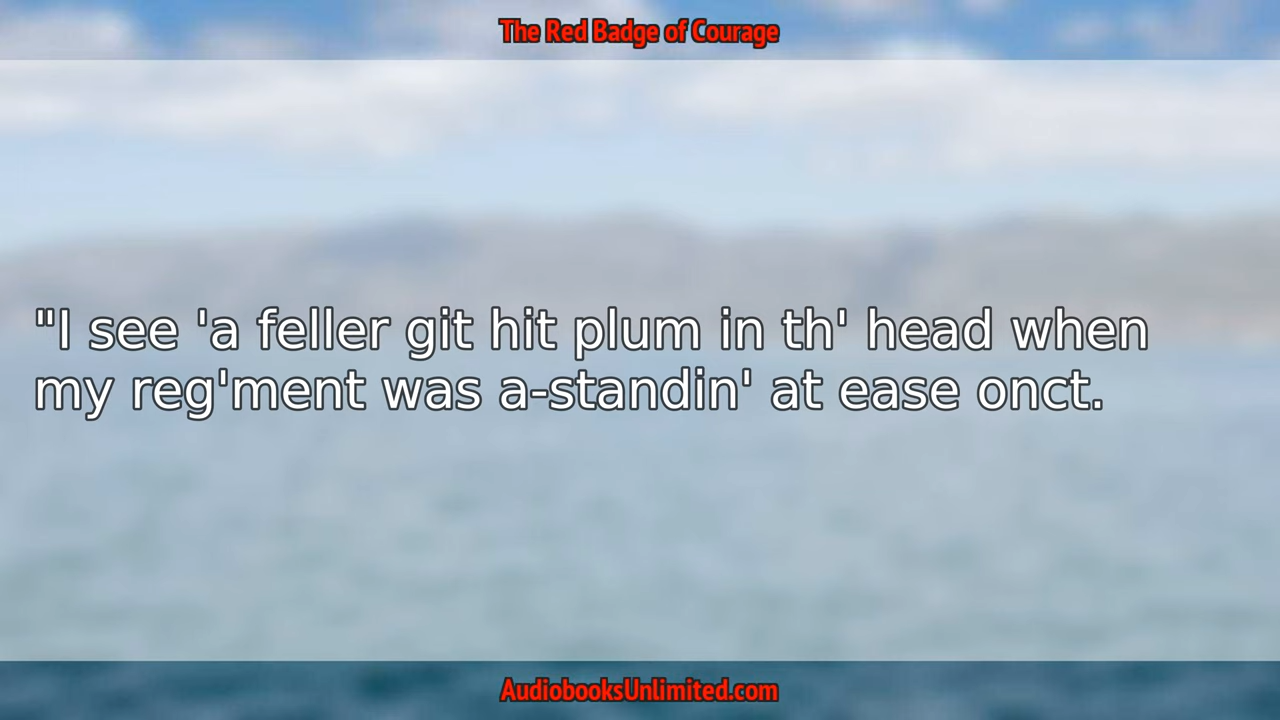 The Red Badge of Courage
"I see 'a feller git hit plum in th' head when
my reg'ment was a-standin' at ease onct.
AudiobooksUnlimited.com